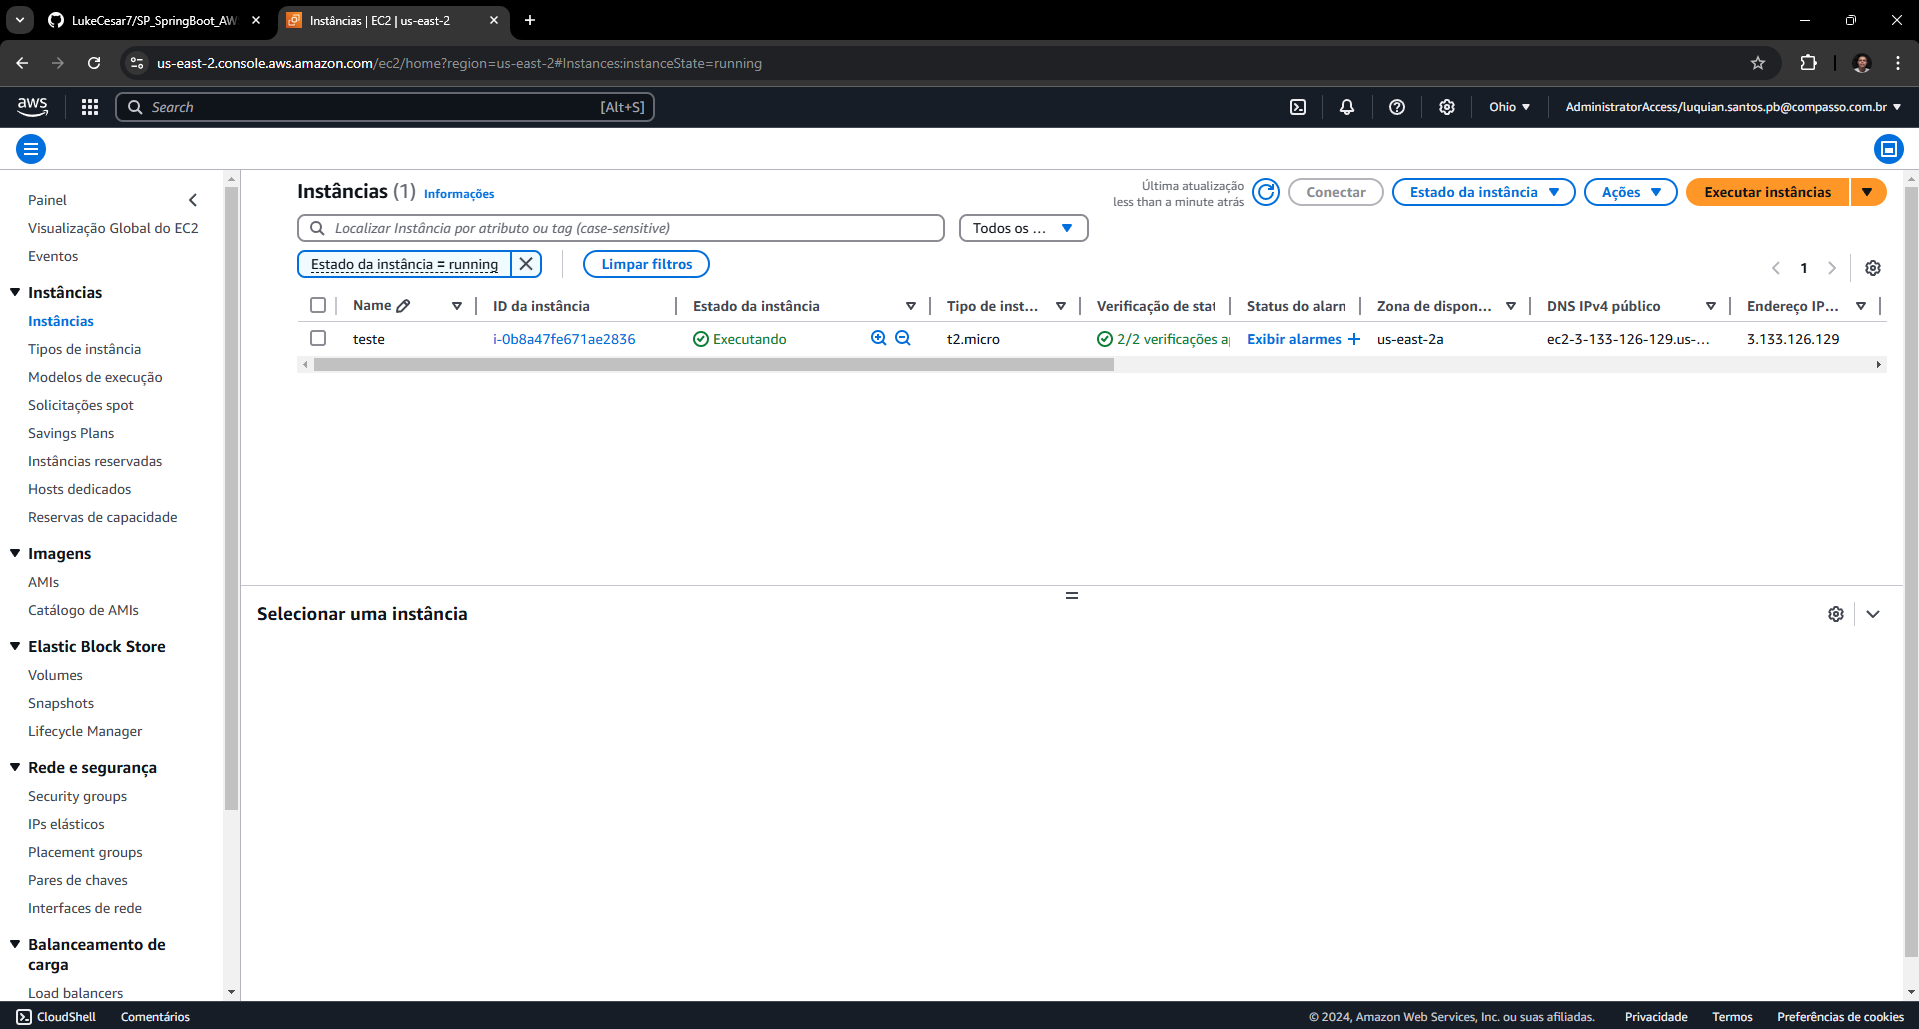 LukeCesar7/SP_SpringBoot_AW
Instâncias | EC2 | us-east-2
us-east-2.console.aws.amazon.com/ec2/home?region=us-east-2#Instances:instanceState=running
aws
Search
[Alt+S]
Ohio
AdministratorAccess/luquian.santos.pb@compasso.com.br
Painel
Visualização Global do EC2
Eventos
Instâncias
Instâncias
Tipos de instância
Modelos de execução
Solicitações spot
Savings Plans
Instâncias reservadas
Hosts dedicados
Reservas de capacidade
Imagens
AMIs
Catálogo de AMIs
Elastic Block Store
Volumes
Snapshots
Lifecycle Manager
Rede e segurança
Security groups
IPs elásticos
Placement groups
Pares de chaves
Interfaces de rede
Balanceamento de
carga
Load balancers
Instâncias (1) Informações
Última atualização
less than a minute atrás
Conectar
Estado da instância
Ações
Executar instâncias
Localizar Instância por atributo ou tag (case-sensitive)
Todos os ...
Estado da instância = running
Limpar filtros
1
Name
ID da instância
Estado da instância
Tipo de inst...
Verificação de stat
Status do alarm
Zona de dispon...
DNS IPv4 público
Endereço IP...
teste
i-0b8a47fe671ae2836
Executando
t2.micro
2/2 verificações a
Exibir alarmes
us-east-2a
ec2-3-133-126-129.us-...
3.133.126.129
Selecionar uma instância
CloudShell
Comentários
© 2024, Amazon Web Services, Inc. ou suas afiliadas.
Privacidade
Termos
Preferências de cookies